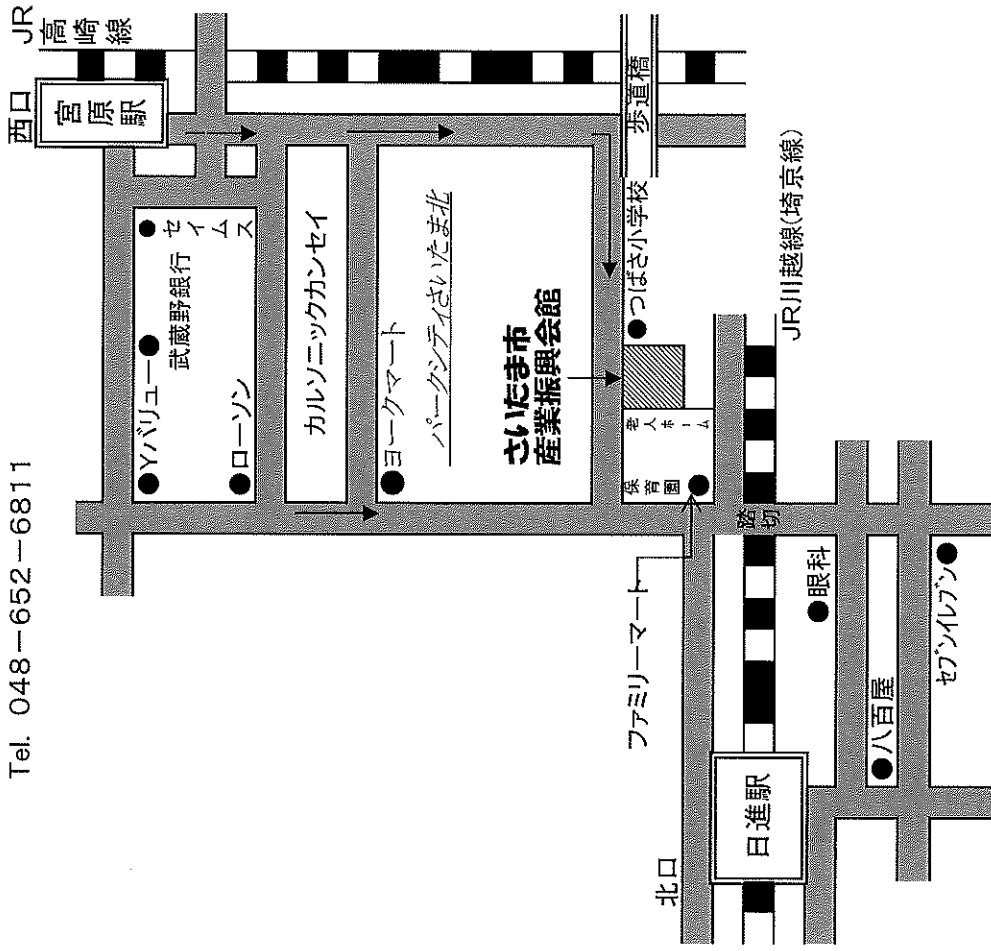 Tel. 048－652－6811
JR
高崎線
西口
宮原駅
セイムス
武蔵野銀行
Yバリュー
ローソン
カルソニックカンセイ
ヨークマート
パークシティさいたま北
さいたま市
産業振興会館
歩道橋
つばさ小学校
老人ホーム
保育園
JR川越線(埼京線)
踏切
ファミリーマート
眼科
八百屋
セブンイレブン
北口
日進駅